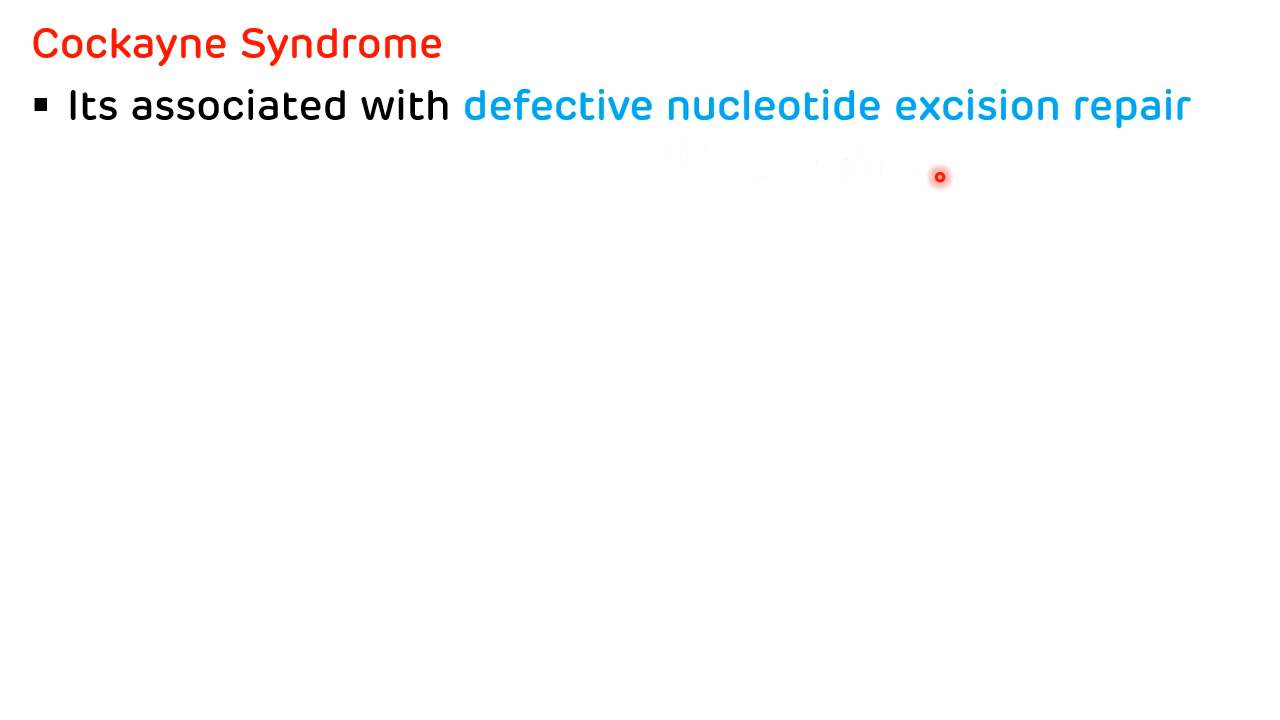 Cockayne Syndrome
▪ Its associated with defective nucleotide excision repair